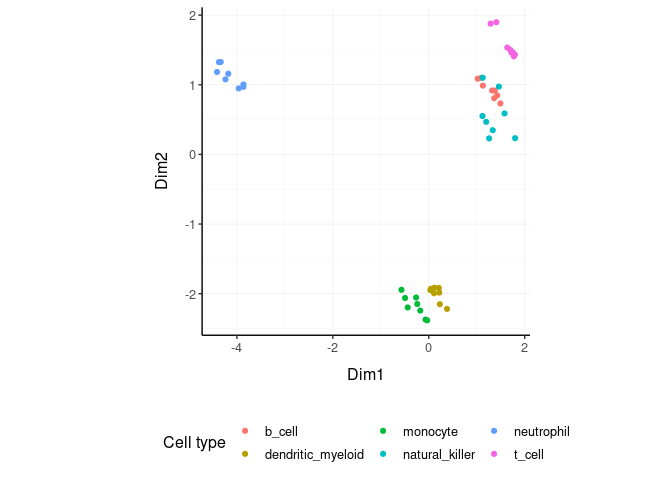 2
1
0
-1
-2
Dim2
-4 -2 0 2
Dim1
Cell type
b_cell monocyte neutrophil
dendritic_myeloid natural_killer t_cell